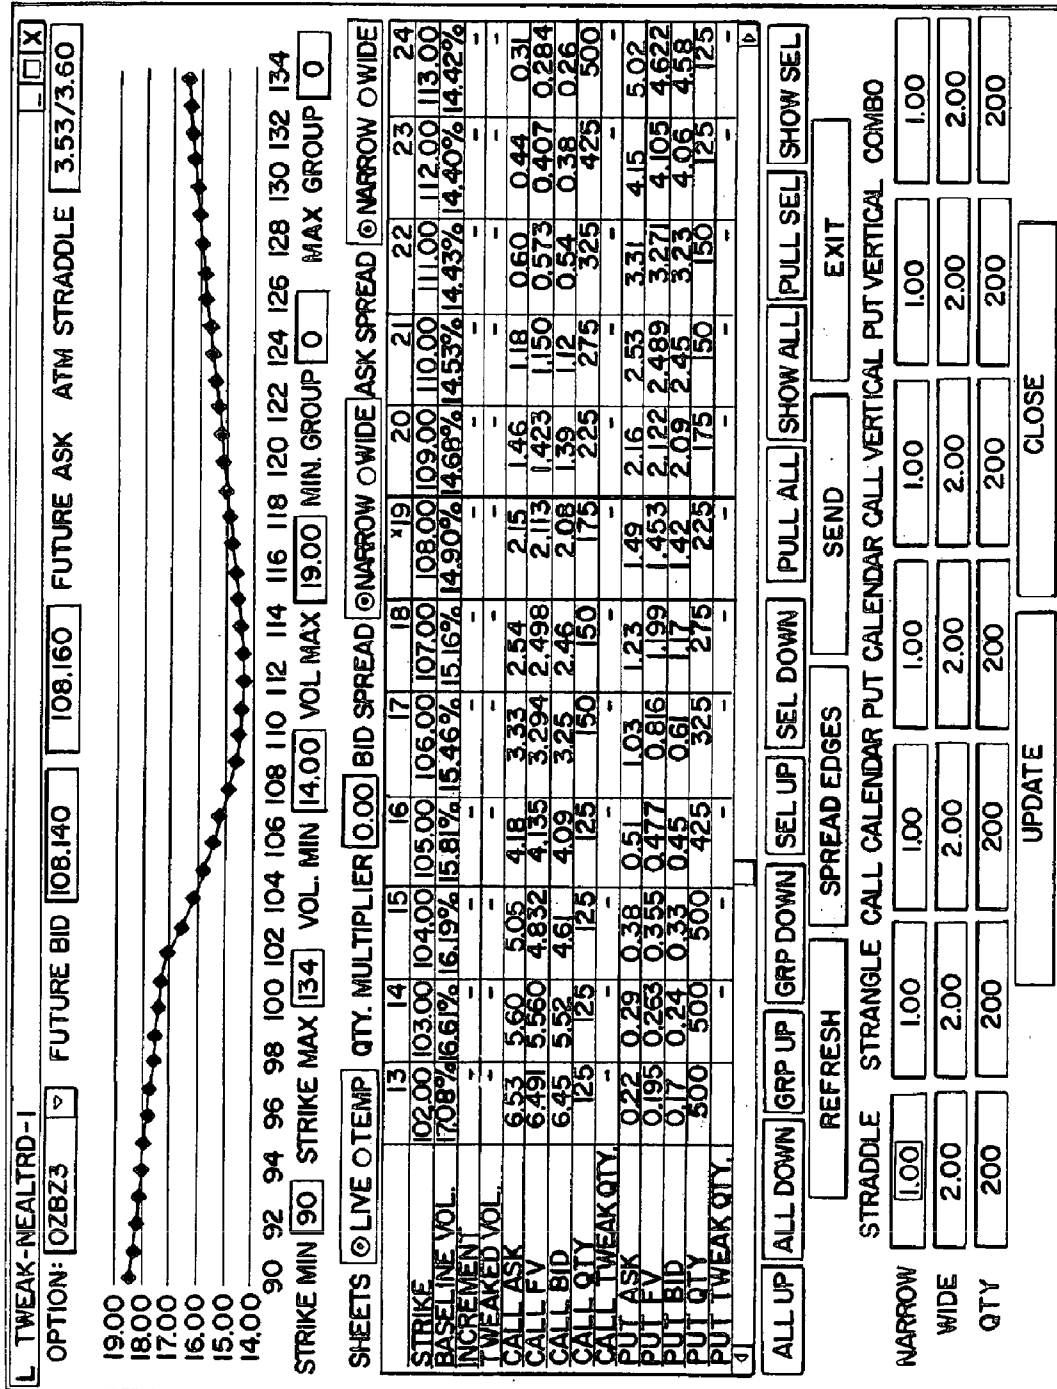 L TWEAK-NEALTRD-1 _ □ X
OPTION: OZBZ3 ▽ FUTURE BID 108.140 108.160 FUTURE ASK ATM STRADDLE 3.53/3.60
19.00
18.00
17.00
16.00
15.00
14.00
90 92 94 96 98 100 102 104 106 108 110 112 114 116 118 120 122 124 126 128 130 132 134
STRIKE MIN 90 STRIKE MAX 134 VOL. MIN 14.00 VOL MAX 19.00 MIN. GROUP 0 MAX GROUP 0
SHEETS ⊙ LIVE ○ TEMP QTY. MULTIPLIER 0.00 BID SPREAD ⊙ NARROW ○ WIDE ASK SPREAD ⊙ NARROW ○ WIDE
13 14 15 16 17 18 x19 20 21 22 23 24
STRIKE 102.00 103.00 104.00 105.00 106.00 107.00 108.00 109.00 110.00 111.00 112.00 113.00
BASELINE VOL. 17.08% 16.61% 16.19% 15.81% 15.46% 15.16% 14.90% 14.68% 14.53% 14.43% 14.40% 14.42%
INCREMENT - - - - - - - - - - - -
TWEAKED VOL. - - - - - - - - - - - -
CALL ASK 6.53 5.60 5.05 4.18 3.33 2.54 2.15 1.46 1.18 0.60 0.44 0.31
CALL FV 6.491 5.560 4.832 4.135 3.294 2.498 2.113 1.423 1.150 0.573 0.407 0.284
CALL BID 6.45 5.52 4.61 4.09 3.25 2.46 2.08 1.39 1.12 0.54 0.38 0.26
CALL QTY 125 125 125 125 150 150 175 225 275 325 425 500
CALL TWEAK QTY. - - - - - - - - - - - -
PUT ASK 0.22 0.29 0.38 0.51 1.03 1.23 1.49 2.16 2.53 3.31 4.15 5.02
PUT FV 0.195 0.263 0.355 0.477 0.816 1.199 1.453 2.122 2.489 3.271 4.105 4.622
PUT BID 0.17 0.24 0.33 0.45 0.61 1.17 1.42 2.09 2.45 3.23 4.06 4.58
PUT QTY 500 500 500 425 325 275 225 175 150 150 125 125
PUT TWEAK QTY. - - - - - - - - - - - -
ALL UP ALL DOWN GRP UP GRP DOWN SEL UP SEL DOWN PULL ALL SHOW ALL PULL SEL SHOW SEL
REFRESH SPREAD EDGES SEND EXIT
STRADDLE STRANGLE CALL CALENDAR PUT CALENDAR CALL VERTICAL PUT VERTICAL COMBO
NARROW 1.00 1.00 1.00 1.00 1.00 1.00 1.00
WIDE 2.00 2.00 2.00 2.00 2.00 2.00 2.00
QTY 200 200 200 200 200 200 200
UPDATE CLOSE